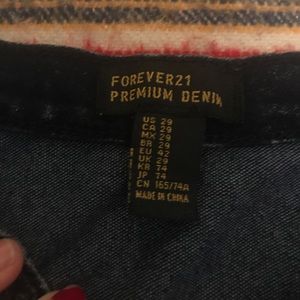 FOREVER21
PREMIUM DENIM
US 29
CA 29
MX 29
BR 29
EU 42
UK 29
KR 74
JP 74
CN 165/74A
MADE IN CHINA